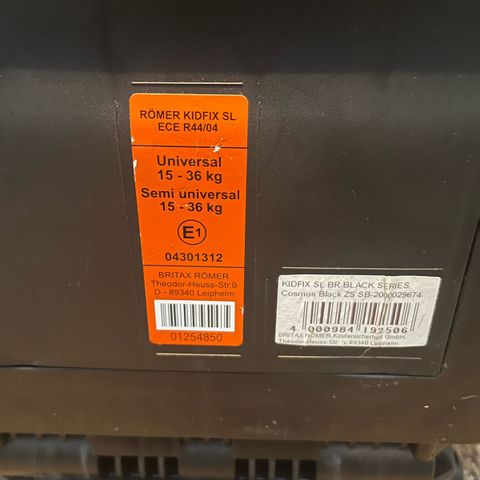 RÖMER KIDFIX SL
ECE R44/04
Universal
15 - 36 kg
Semi universal
15 - 36 kg
E1
04301312
BRITAX RÖMER
Theodor-Heuss-Str.9
D - 89340 Leipheim
01254850
KIDFIX SL BR BLACK SERIES
Cosmos Black ZS SB-2000029674
4 000984 192506
BRITAX RÖMER Kindersicherheit GmbH,
Theodor-Heuss-Str. 9, 89340 Leipheim